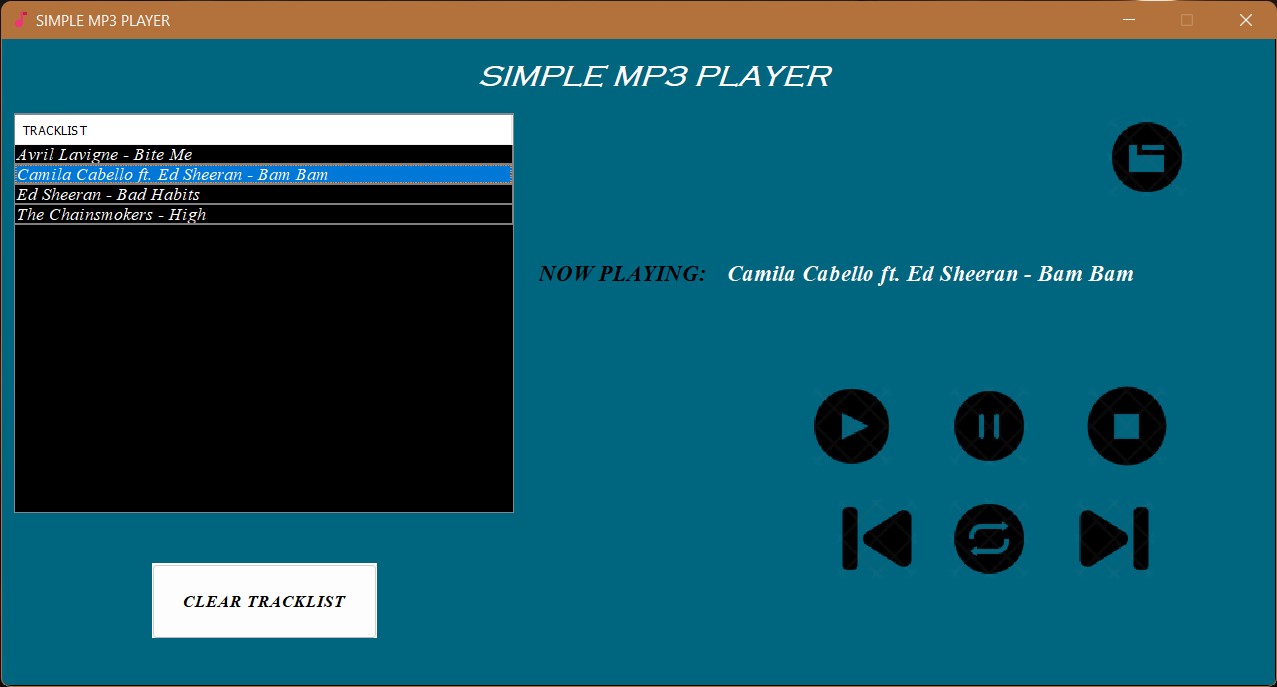 SIMPLE MP3 PLAYER
SIMPLE MP3 PLAYER
TRACKLIST
Avril Lavigne - Bite Me
Camila Cabello ft. Ed Sheeran - Bam Bam
Ed Sheeran - Bad Habits
The Chainsmokers - High
NOW PLAYING: Camila Cabello ft. Ed Sheeran - Bam Bam
CLEAR TRACKLIST